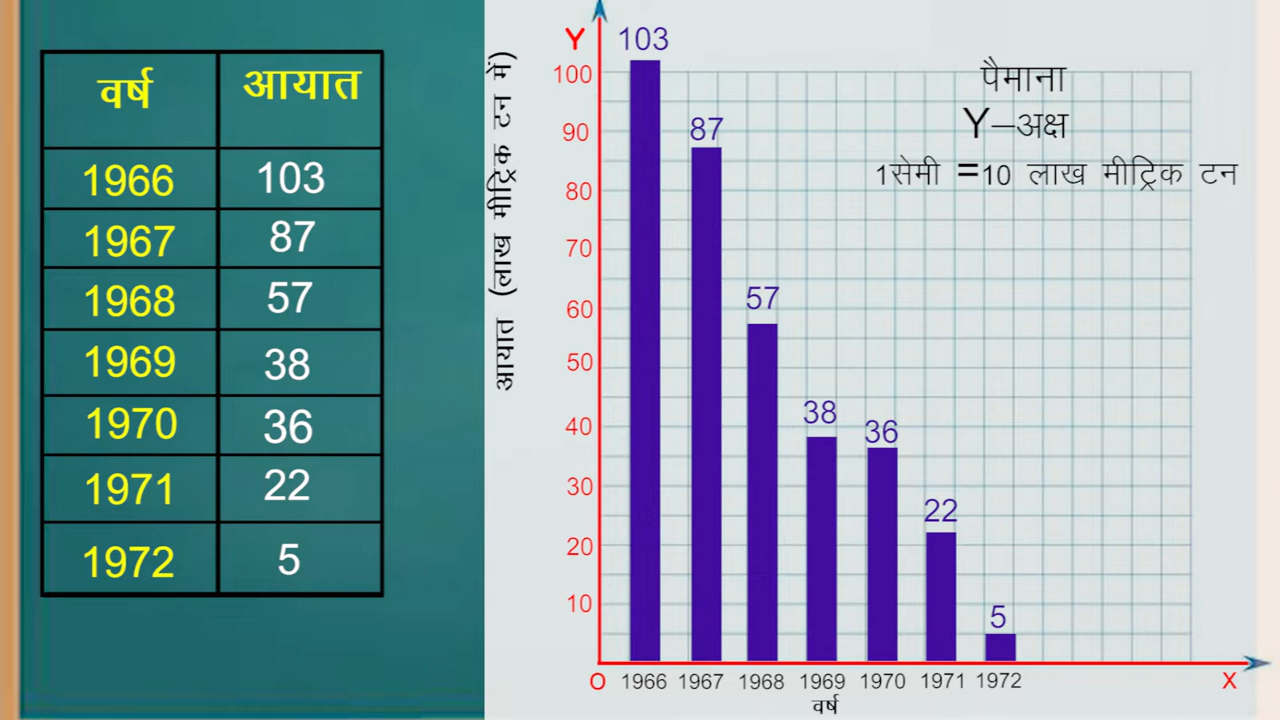 वर्ष आयात
1966 103
1967 87
1968 57
1969 38
1970 36
1971 22
1972 5
आयात (लाख मीट्रिक टन में)
Y
100
90
80
70
60
50
40
30
20
10
O
103
87
57
38
36
22
5
पैमाना
Y–अक्ष
1सेमी =10 लाख मीट्रिक टन
1966 1967 1968 1969 1970 1971 1972
X
वर्ष